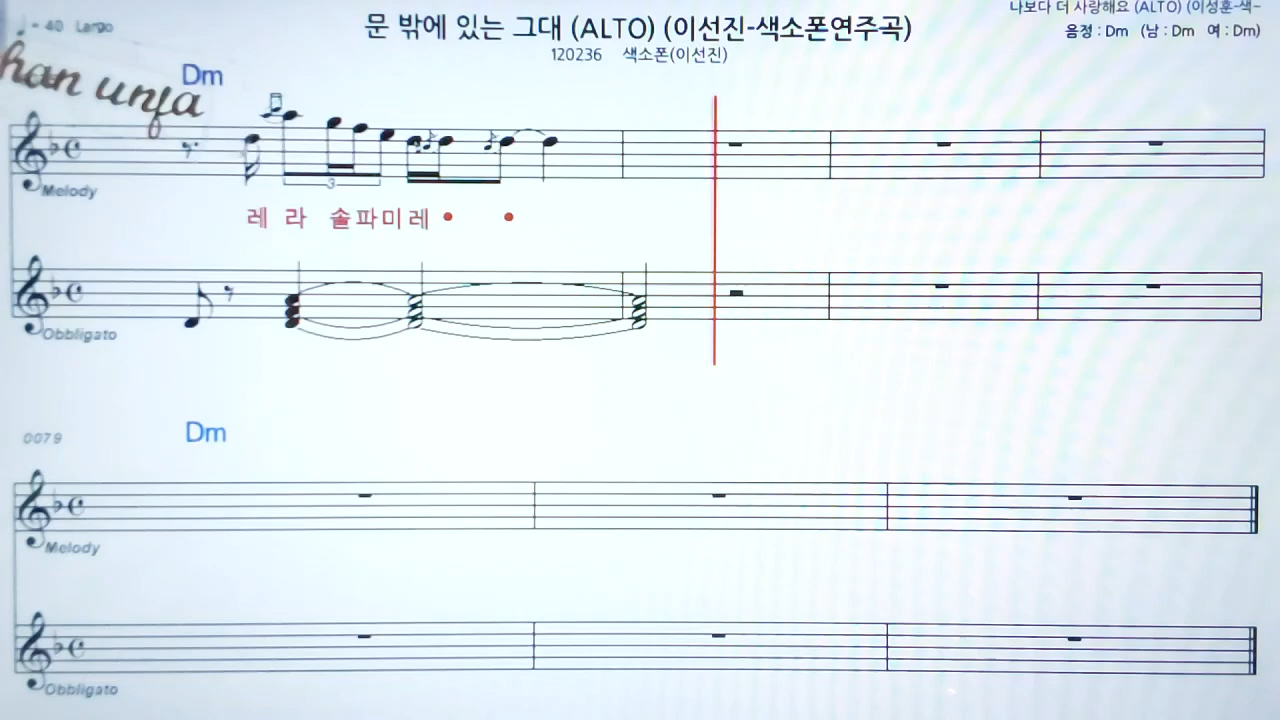 ♩= 40 Largo
문 밖에 있는 그대 (ALTO) (이선진-색소폰연주곡)
120236 색소폰(이선진)
나보다 더 사랑해요 (ALTO) (이성훈-색-
음정 : Dm (남 : Dm 여 : Dm)
han unja
Dm
Melody
3
레 라 솔파미레 • •
Obbligato
0079
Dm
Melody
Obbligato